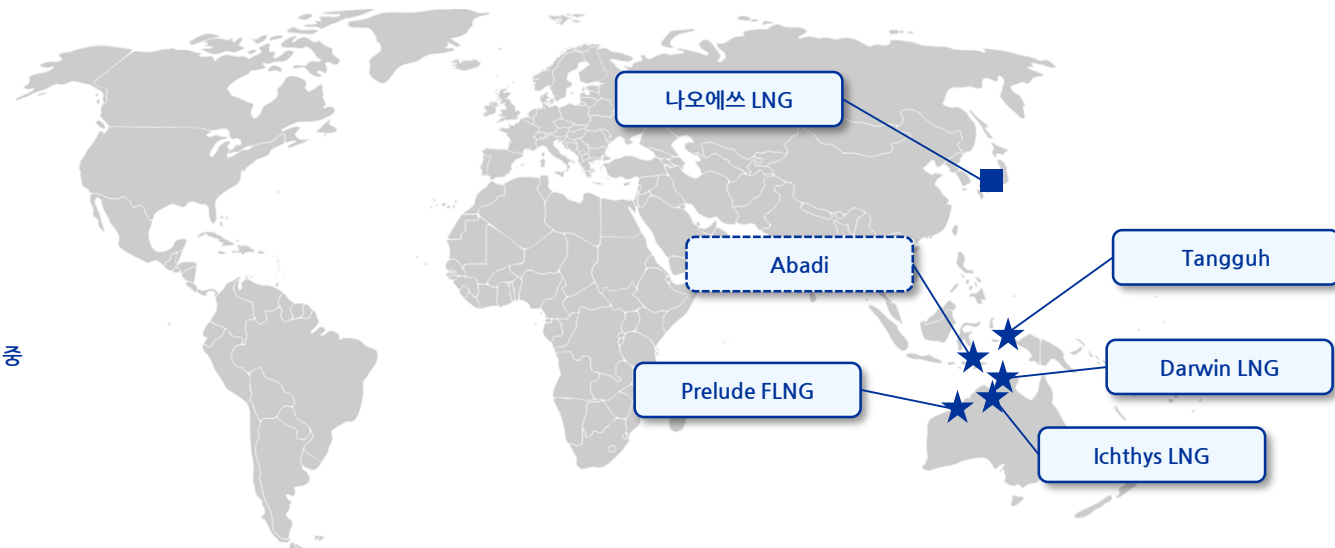 나오에쓰 LNG
Abadi
Tangguh
중
Darwin LNG
Prelude FLNG
Ichthys LNG